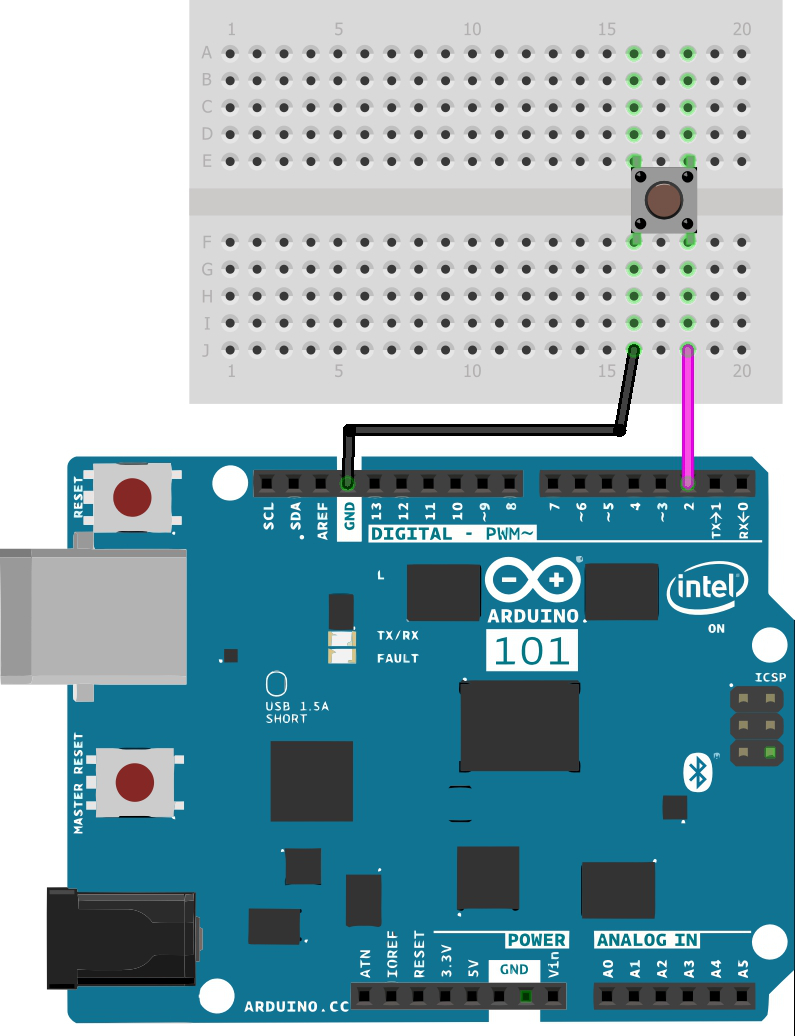 1 5 10 15 20
A
B
C
D
E
F
G
H
I
J
1 5 10 15 20
RESET
SCL
SDA
AREF
GND
13
12
11
10
~9
8
7
~6
~5
4
~3
2
TX→1
RX←0
DIGITAL - PWM~
L
TX/RX
FAULT
ARDUINO
101
intel
ON
ICSP
USB 1.5A
SHORT
MASTER RESET
POWER
ANALOG IN
ATN
IOREF
RESET
3.3V
5V
GND
Vin
A0
A1
A2
A3
A4
A5
ARDUINO.CC